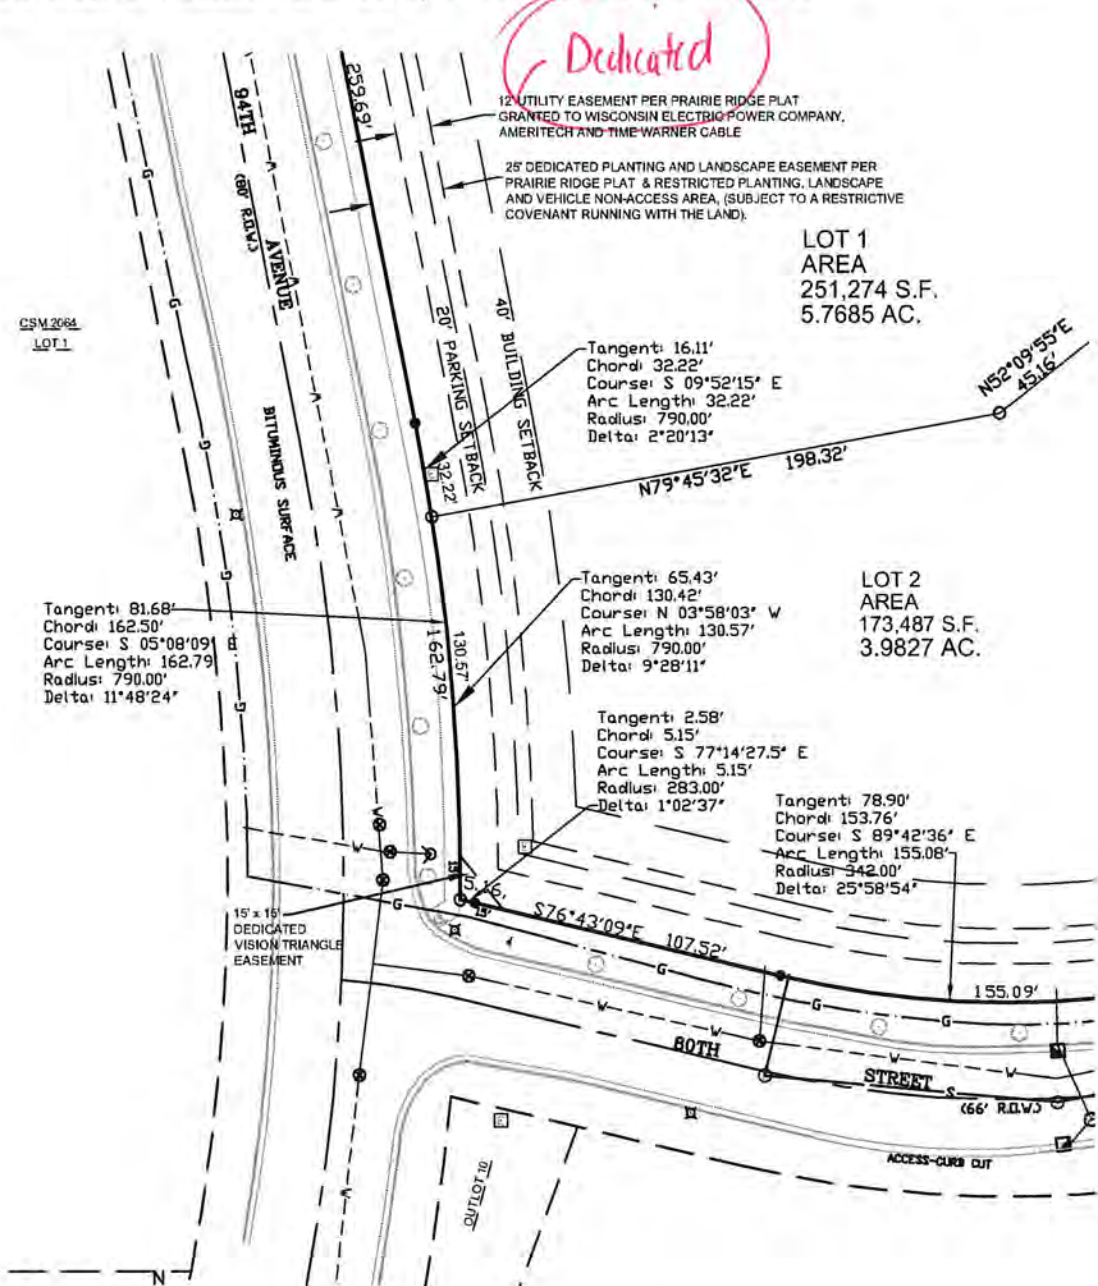 Dedicated
12' UTILITY EASEMENT PER PRAIRIE RIDGE PLAT
GRANTED TO WISCONSIN ELECTRIC POWER COMPANY,
AMERITECH AND TIME WARNER CABLE
25' DEDICATED PLANTING AND LANDSCAPE EASEMENT PER
PRAIRIE RIDGE PLAT & RESTRICTED PLANTING, LANDSCAPE
AND VEHICLE NON-ACCESS AREA, (SUBJECT TO A RESTRICTIVE
COVENANT RUNNING WITH THE LAND).
259.69'
94TH AVENUE
(80' R.O.W.)
LOT 1
AREA
251,274 S.F.
5.7685 AC.
CSM 2064
LOT 1
20' PARKING SETBACK
40' BUILDING SETBACK
Tangent: 16.11'
Chord: 32.22'
Course: S 09°52'15" E
Arc Length: 32.22'
Radius: 790.00'
Delta: 2°20'13"
N52°09'55"E
45.16'
32.22'
N79°45'32"E 198.32'
BITUMINOUS SURFACE
Tangent: 65.43'
Chord: 130.42'
Course: N 03°58'03" W
Arc Length: 130.57'
Radius: 790.00'
Delta: 9°28'11"
LOT 2
AREA
173,487 S.F.
3.9827 AC.
Tangent: 81.68'
Chord: 162.50'
Course: S 05°08'09" E
Arc Length: 162.79
Radius: 790.00'
Delta: 11°48'24"
130.57'
162.79'
Tangent: 2.58'
Chord: 5.15'
Course: S 77°14'27.5" E
Arc Length: 5.15'
Radius: 283.00'
Delta: 1°02'37"
Tangent: 78.90'
Chord: 153.76'
Course: S 89°42'36" E
Arc Length: 155.08'
Radius: 342.00'
Delta: 25°58'54"
15'
5.16'
15'
15' x 15'
DEDICATED
VISION TRIANGLE
EASEMENT
S76°43'09"E 107.52'
155.09'
80TH STREET
(66' R.O.W.)
ACCESS-CURB CUT
OUTLOT 10
N
G
G
G
G
G
G
G
G
G
G
W
W
W
W
W
W
W
S